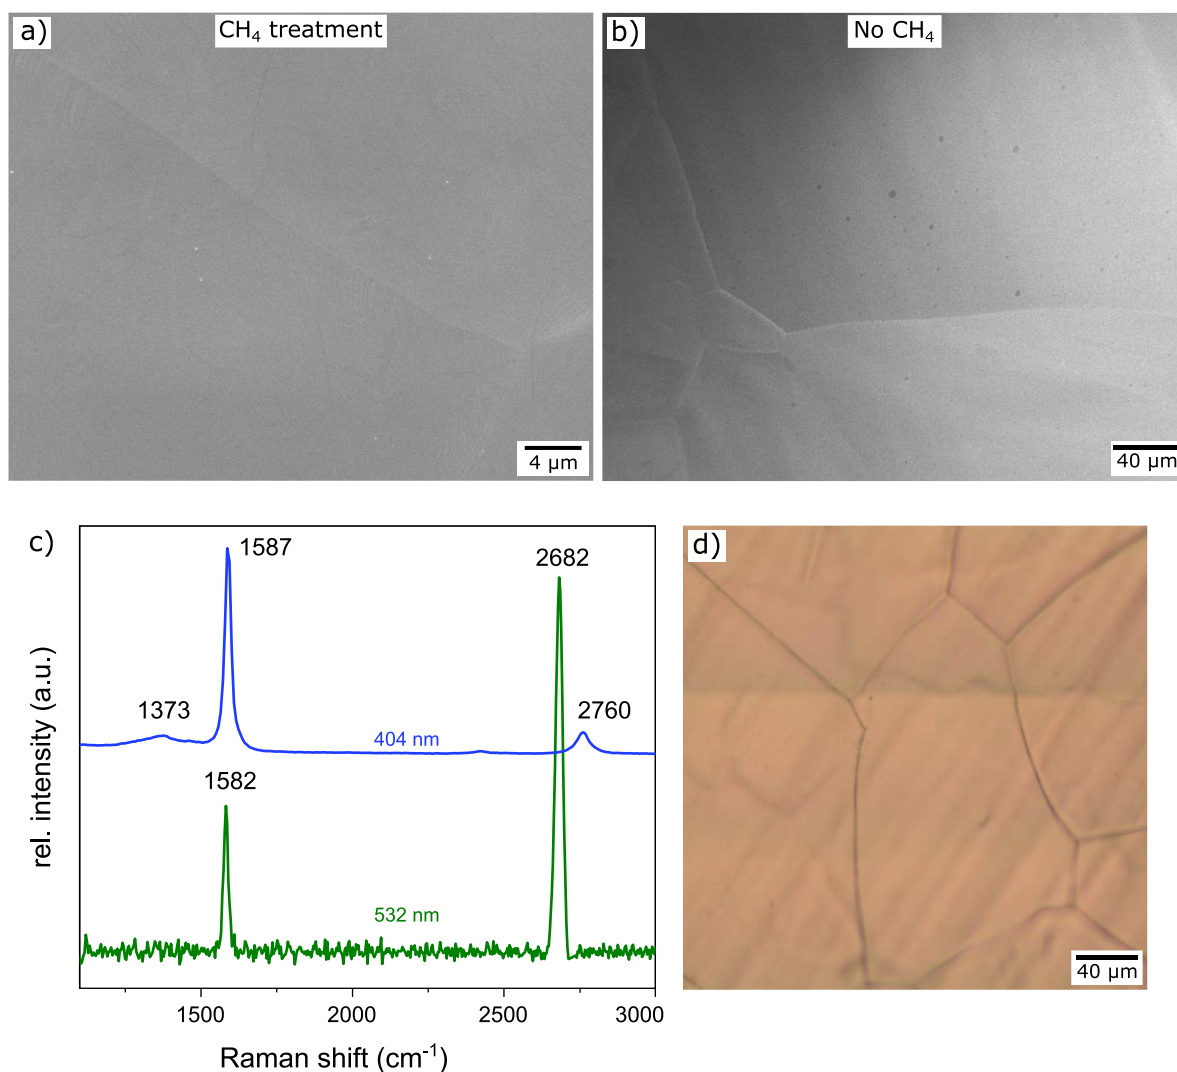 a)
CH₄ treatment
4 µm
b)
No CH₄
40 µm
c)
1587
2682
1373
2760
404 nm
1582
532 nm
rel. intensity (a.u.)
1500
2000
2500
3000
Raman shift (cm⁻¹)
d)
40 µm